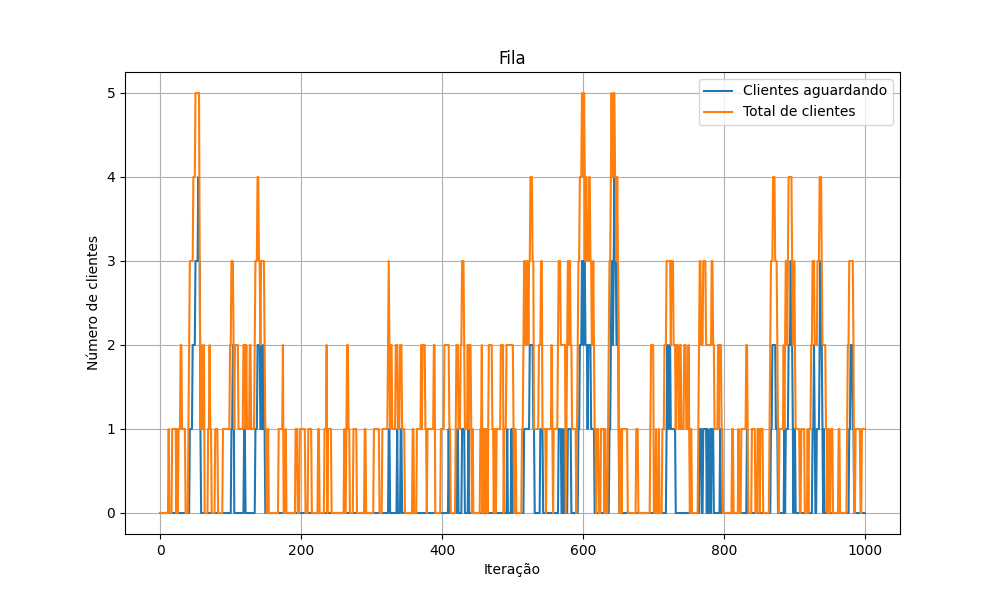 Fila
Clientes aguardando
Total de clientes
Número de clientes
5
4
3
2
1
0
0 200 400 600 800 1000
Iteração